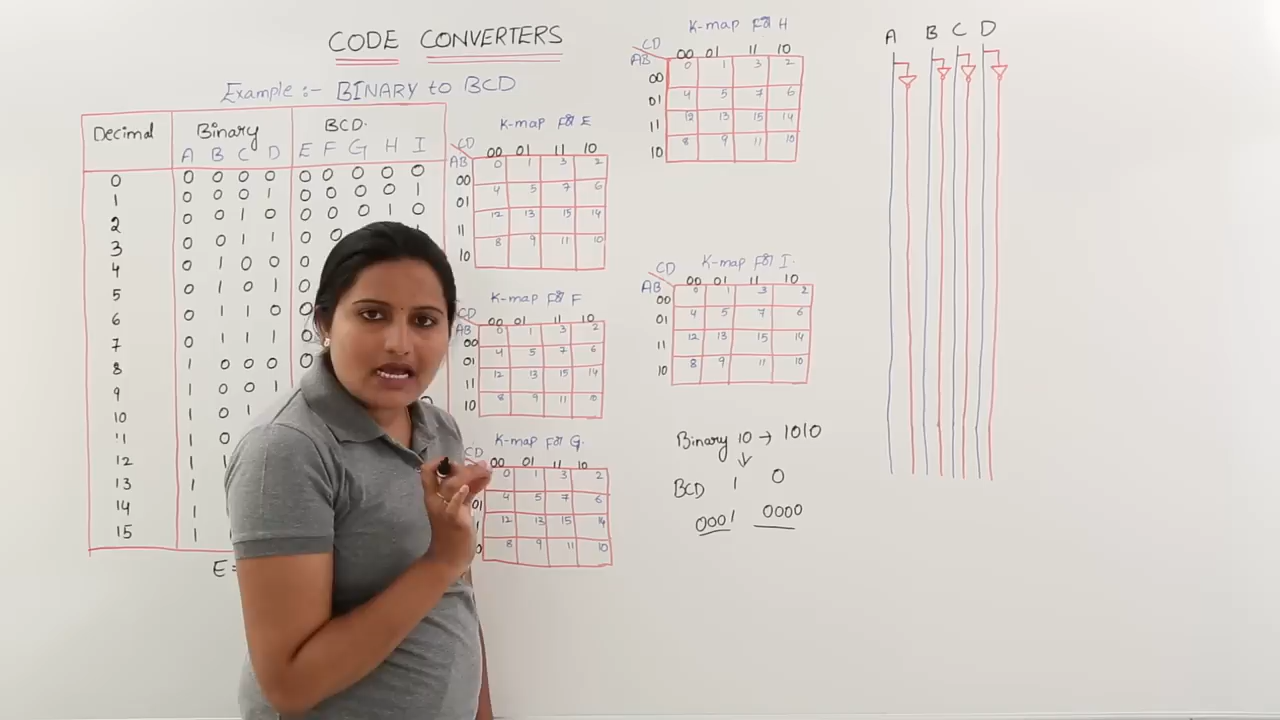 CODE CONVERTERS
Example :- BINARY to BCD
Decimal Binary BCD.
A B C D E F G H I
0 0 0 0 0 0 0 0 0 0
1 0 0 0 1 0 0 0 0 1
2 0 0 1 0 0 0 0 1 0
3 0 0 1 1 0 0 1
4 0 1 0 0 0
5 0 1 0 1 0
6 0 1 1 0 0
7 0 1 1 1 0 0
8 1 0 0 0 0
9 1 0 0 1
10 1 0 1 0
11 1 0
12 1 1
13 1
14 1
15 1
E =
K-map For E
CD
AB 00 01 11 10
00 0 1 3 2
01 4 5 7 6
11 12 13 15 14
10 8 9 11 10
K-map For F
CD
AB 00 01 11 10
00 0 1 3 2
01 4 5 7 6
11 12 13 15 14
10 8 9 11 10
K-map For G.
CD 00 01 11 10
0 1 3 2
01 4 5 7 6
1 12 13 15 14
0 8 9 11 10
K-map For H
CD
AB 00 01 11 10
00 0 1 3 2
01 4 5 7 6
11 12 13 15 14
10 8 9 11 10
K-map For I.
CD
AB 00 01 11 10
00 0 1 3 2
01 4 5 7 6
11 12 13 15 14
10 8 9 11 10
Binary 10 → 1010
↓
BCD 1 0
0001 0000
A B C D